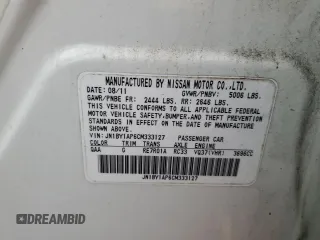 MANUFACTURED BY NISSAN MOTOR CO.,LTD.
DATE: 08/11 GVWR/PNBV: 5006 LBS.
GAWR/PNBE FR: 2444 LBS. RR: 2646 LBS.
THIS VEHICLE CONFORMS TO ALL APPLICABLE FEDERAL
MOTOR VEHICLE SAFETY,BUMPER,AND THEFT PREVENTION
STANDARDS IN EFFECT ON THE DATE OF MANUFACTURE
SHOWN ABOVE.
VIN: JN1BY1AP6CM333127 PASSENGER CAR
COLOR TRIM TRANS AXLE ENGINE
QAA G RE7R01A RC33 VQ37(VHR) 3696CC
JN1BY1AP6CM333127
AUTOBIDMASTER